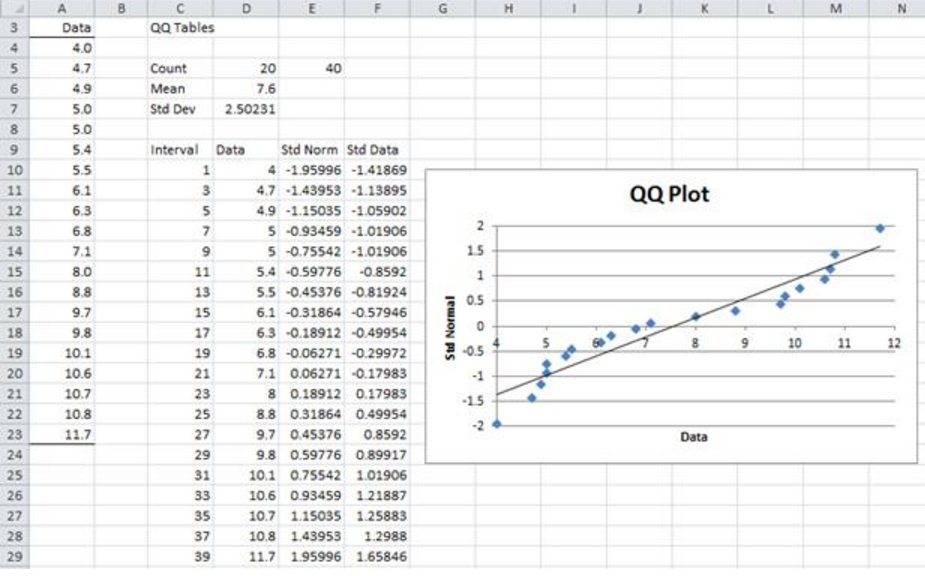 A B C D E F G H I J K L M N
3 Data QQ Tables
4 4.0
5 4.7 Count 20 40
6 4.9 Mean 7.6
7 5.0 Std Dev 2.50231
8 5.0
9 5.4 Interval Data Std Norm Std Data
10 5.5 1 4 -1.95996 -1.41869
11 6.1 3 4.7 -1.43953 -1.13895
12 6.3 5 4.9 -1.15035 -1.05902
13 6.8 7 5 -0.93459 -1.01906
14 7.1 9 5 -0.75542 -1.01906
15 8.0 11 5.4 -0.59776 -0.8592
16 8.8 13 5.5 -0.45376 -0.81924
17 9.7 15 6.1 -0.31864 -0.57946
18 9.8 17 6.3 -0.18912 -0.49954
19 10.1 19 6.8 -0.06271 -0.29972
20 10.6 21 7.1 0.06271 -0.17983
21 10.7 23 8 0.18912 0.17983
22 10.8 25 8.8 0.31864 0.49954
23 11.7 27 9.7 0.45376 0.8592
24 29 9.8 0.59776 0.89917
25 31 10.1 0.75542 1.01906
26 33 10.6 0.93459 1.21887
27 35 10.7 1.15035 1.25883
28 37 10.8 1.43953 1.2988
29 39 11.7 1.95996 1.65846
QQ Plot
Std Normal
2
1.5
1
0.5
0
-0.5
-1
-1.5
-2
4 5 6 7 8 9 10 11 12
Data